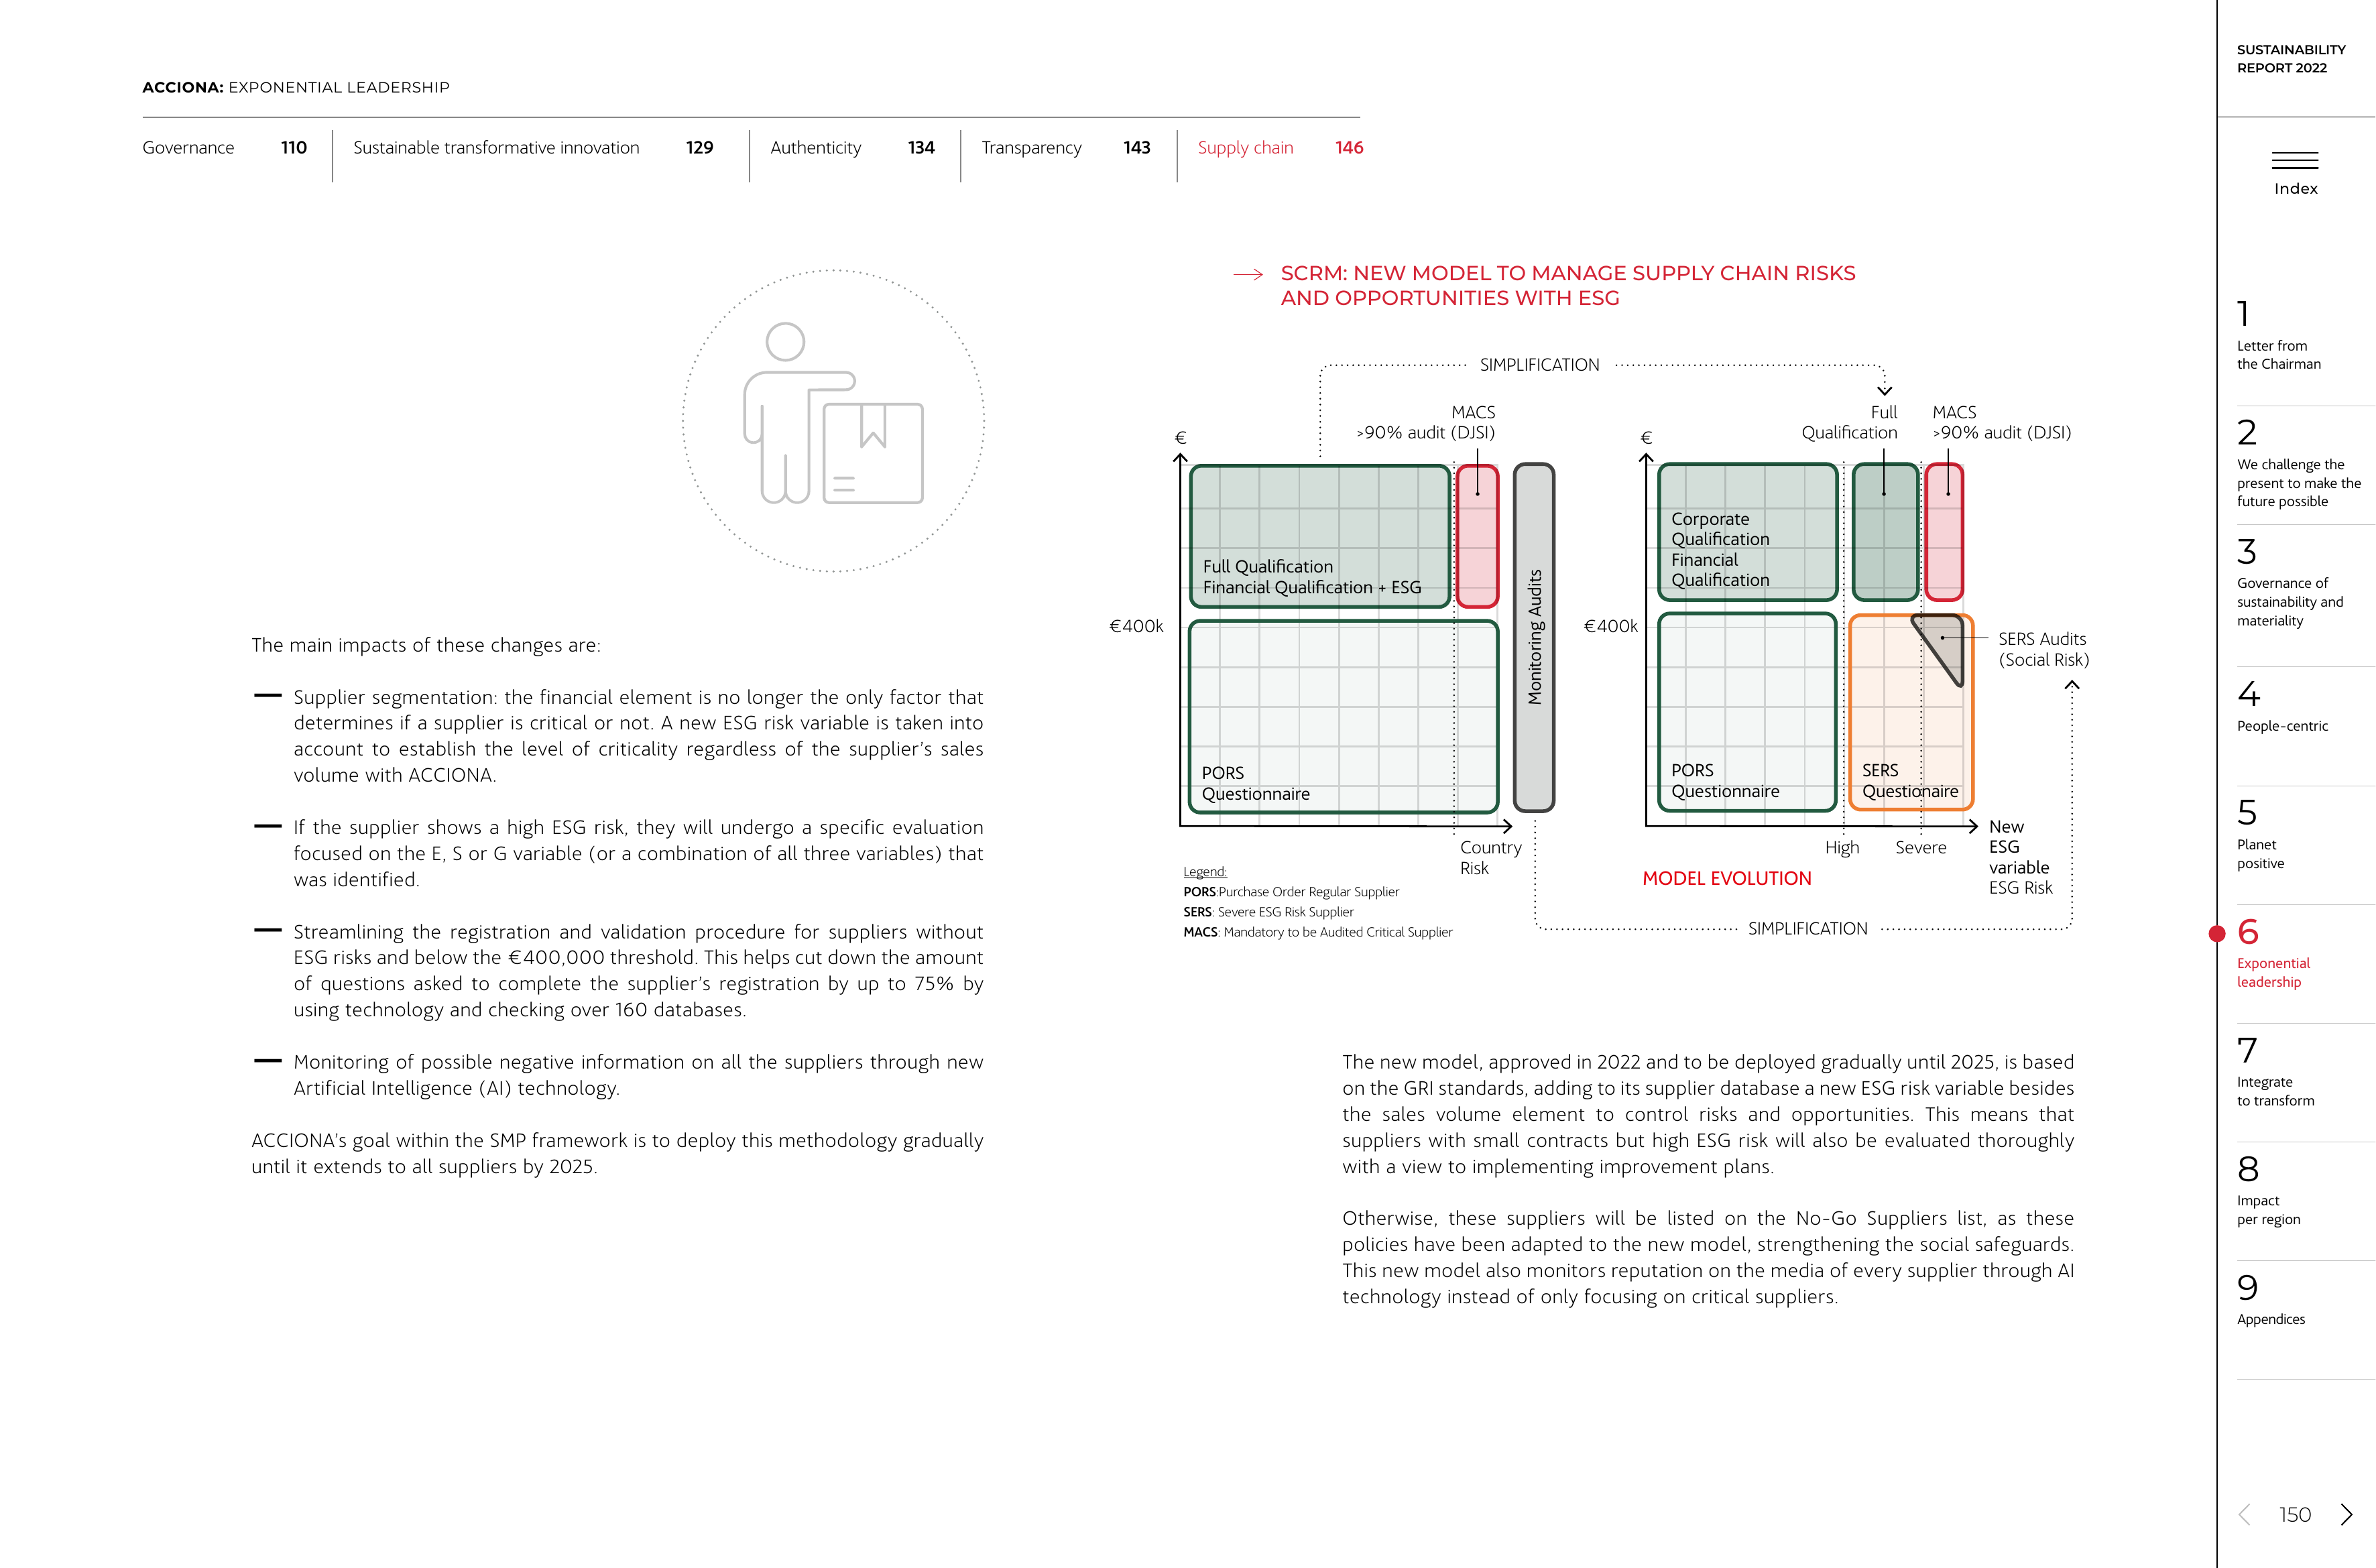 ACCIONA: EXPONENTIAL LEADERSHIP
Governance 110
Sustainable transformative innovation 129
Authenticity 134
Transparency 143
Supply chain 146
The main impacts of these changes are:
Supplier segmentation: the financial element is no longer the only factor that
determines if a supplier is critical or not. A new ESG risk variable is taken into
account to establish the level of criticality regardless of the supplier's sales
volume with ACCIONA.
If the supplier shows a high ESG risk, they will undergo a specific evaluation
focused on the E, S or G variable (or a combination of all three variables) that
was identified.
Streamlining the registration and validation procedure for suppliers without
ESG risks and below the €400,000 threshold. This helps cut down the amount
of questions asked to complete the supplier's registration by up to 75% by
using technology and checking over 160 databases.
Monitoring of possible negative information on all the suppliers through new
Artificial Intelligence (AI) technology.
ACCIONA's goal within the SMP framework is to deploy this methodology gradually
until it extends to all suppliers by 2025.
SCRM: NEW MODEL TO MANAGE SUPPLY CHAIN RISKS
AND OPPORTUNITIES WITH ESG
SIMPLIFICATION
MACS
>90% audit (DJSI)
€
Full Qualification
Financial Qualification + ESG
€400k
PORS
Questionnaire
Monitoring Audits
Country
Risk
Legend:
PORS:Purchase Order Regular Supplier
SERS: Severe ESG Risk Supplier
MACS: Mandatory to be Audited Critical Supplier
Full
Qualification
MACS
>90% audit (DJSI)
€
Corporate
Qualification
Financial
Qualification
€400k
PORS
Questionnaire
SERS
Questionaire
SERS Audits
(Social Risk)
High
Severe
New
ESG
variable
ESG Risk
MODEL EVOLUTION
SIMPLIFICATION
The new model, approved in 2022 and to be deployed gradually until 2025, is based
on the GRI standards, adding to its supplier database a new ESG risk variable besides
the sales volume element to control risks and opportunities. This means that
suppliers with small contracts but high ESG risk will also be evaluated thoroughly
with a view to implementing improvement plans.
Otherwise, these suppliers will be listed on the No-Go Suppliers list, as these
policies have been adapted to the new model, strengthening the social safeguards.
This new model also monitors reputation on the media of every supplier through AI
technology instead of only focusing on critical suppliers.
SUSTAINABILITY
REPORT 2022
Index
1
Letter from
the Chairman
2
We challenge the
present to make the
future possible
3
Governance of
sustainability and
materiality
4
People-centric
5
Planet
positive
6
Exponential
leadership
7
Integrate
to transform
8
Impact
per region
9
Appendices
150